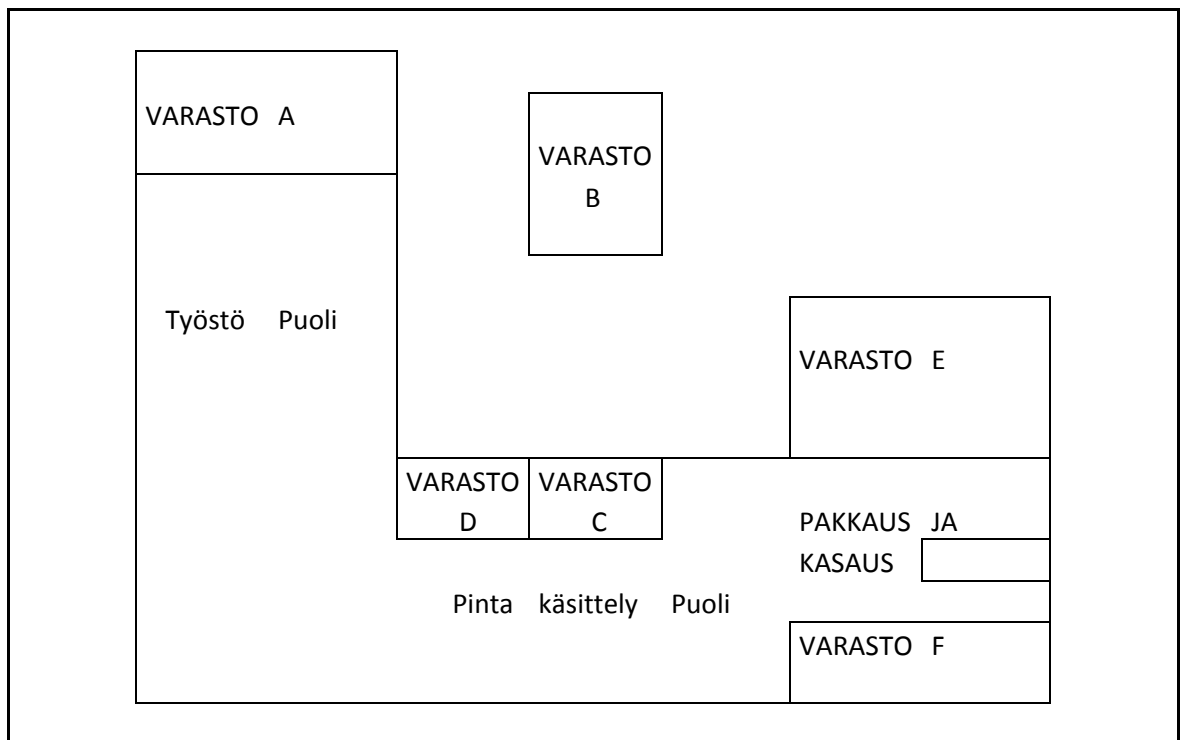 VARASTO A
VARASTO
B
Työstö Puoli
VARASTO E
VARASTO
D
VARASTO
C
PAKKAUS JA
KASAUS
Pinta käsittely Puoli
VARASTO F